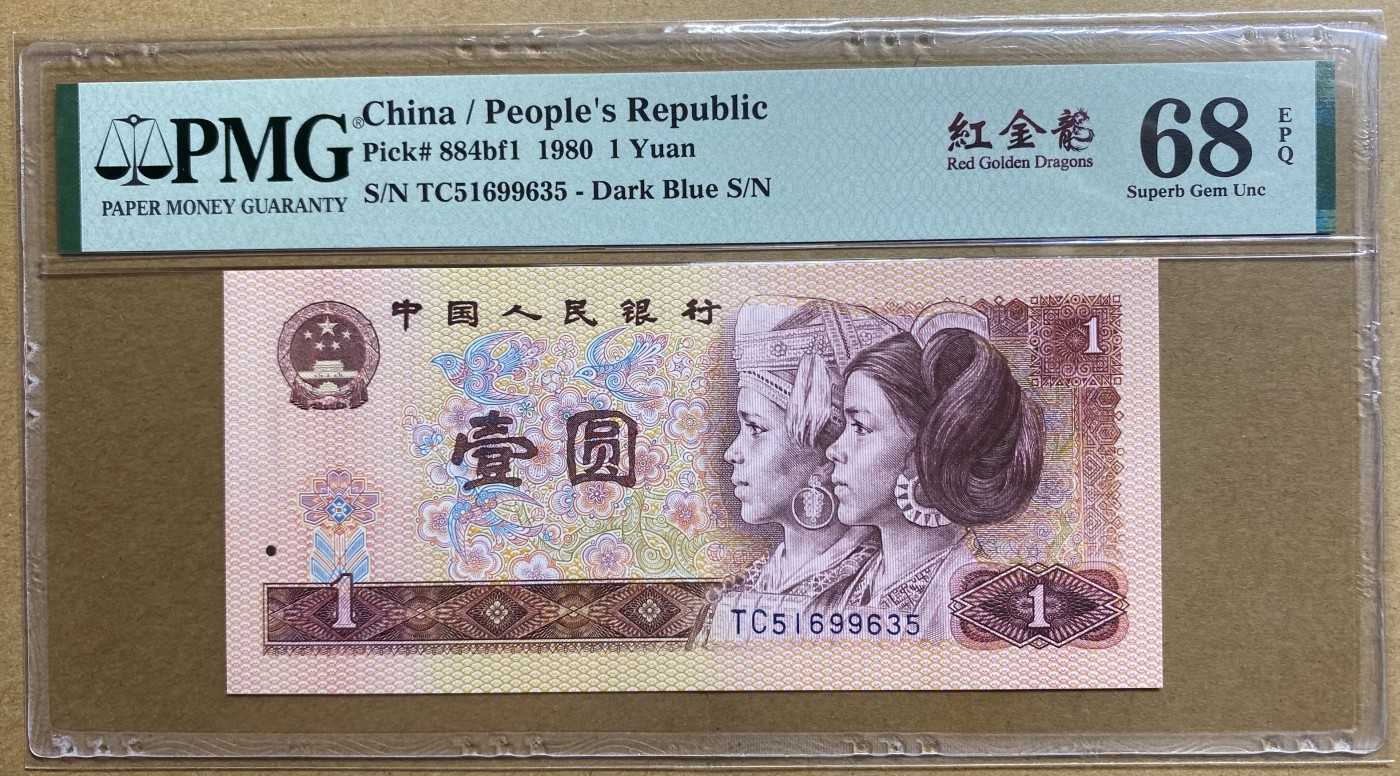 PMG®
PAPER MONEY GUARANTY
China / People's Republic
Pick# 884bf1 1980 1 Yuan
S/N TC51699635 - Dark Blue S/N
紅金龍
Red Golden Dragons
68
EPQ
Superb Gem Unc
中国人民银行
1
壹圆
1
TC51699635
1